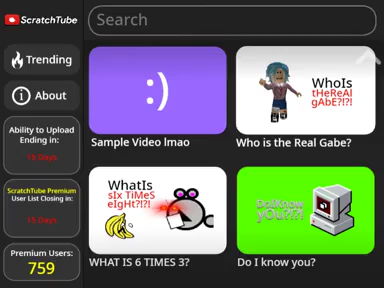 ScratchTube
Search
Trending
About
Ability to Upload
Ending in:
15 Days
ScratchTube Premium
User List Closing in:
15 Days
Premium Users:
759
:)
Sample Video lmao
WhoIs
tHeReAl
gAbE?!?!
Who is the Real Gabe?
WhatIs
sIx TiMeS
eIgHt?!?!
WHAT IS 6 TIMES 3?
DoIKnow
yOu?!?!
Do I know you?